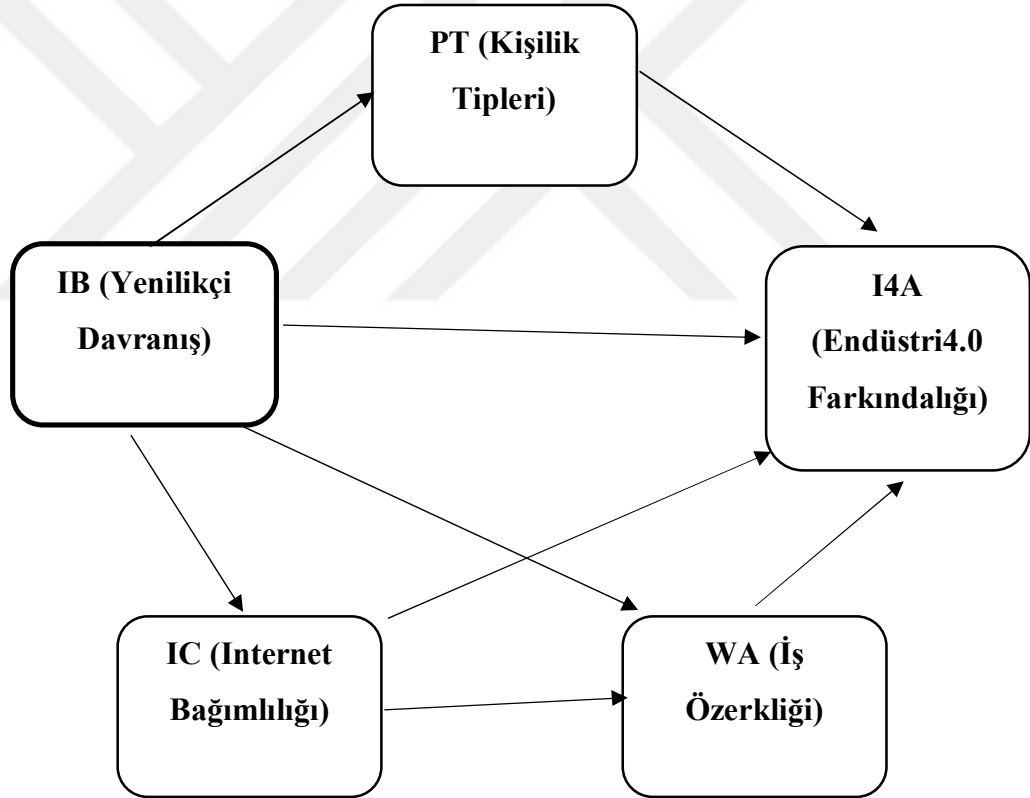 PT (Kişilik
Tipleri)
IB (Yenilikçi
Davranış)
I4A
(Endüstri4.0
Farkındalığı)
IC (Internet
Bağımlılığı)
WA (İş
Özerkliği)